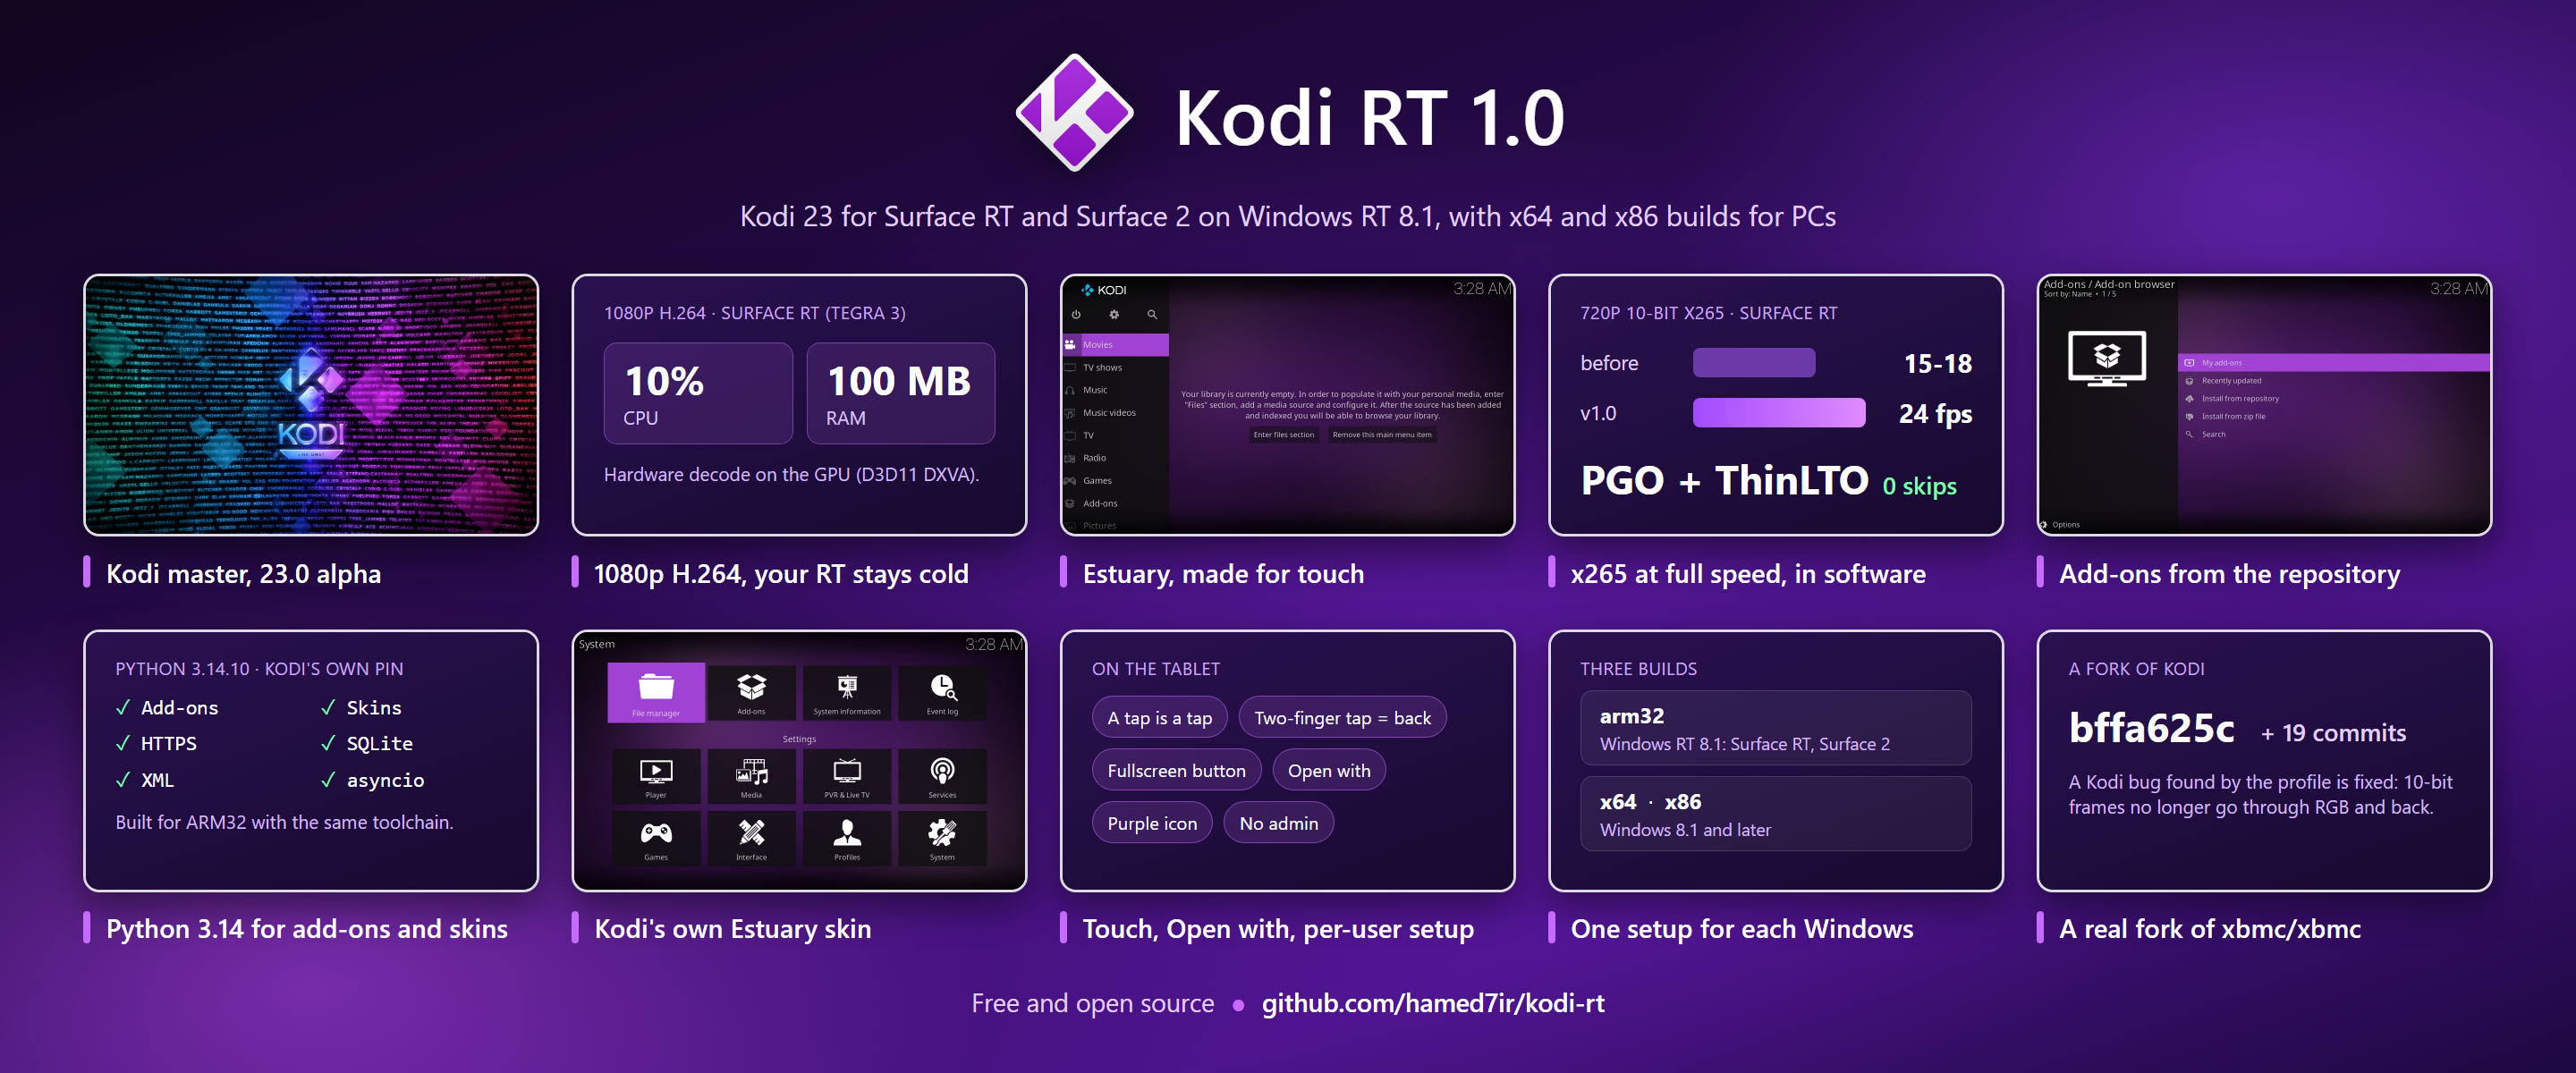 Kodi RT 1.0
Kodi 23 for Surface RT and Surface 2 on Windows RT 8.1, with x64 and x86 builds for PCs
KODI
Kodi master, 23.0 alpha
1080P H.264 · SURFACE RT (TEGRA 3)
10%
CPU
100 MB
RAM
Hardware decode on the GPU (D3D11 DXVA).
1080p H.264, your RT stays cold
KODI
3:28 AM
Movies
TV shows
Music
Music videos
TV
Radio
Games
Add-ons
Pictures
Your library is currently empty. In order to populate it with your personal media, enter
"Files" section, add a media source and configure it. After the source has been added
and indexed you will be able to browse your library.
Enter files section
Remove this main menu item
Estuary, made for touch
720P 10-BIT X265 · SURFACE RT
before 15-18
v1.0 24 fps
PGO + ThinLTO 0 skips
x265 at full speed, in software
Add-ons / Add-on browser
Sort by: Name • 1 / 5
3:28 AM
My add-ons
Recently updated
Install from repository
Install from zip file
Search
Options
Add-ons from the repository
PYTHON 3.14.10 · KODI'S OWN PIN
✓ Add-ons ✓ Skins
✓ HTTPS ✓ SQLite
✓ XML ✓ asyncio
Built for ARM32 with the same toolchain.
Python 3.14 for add-ons and skins
System
3:28 AM
File manager
Add-ons
System information
Event log
Settings
Player
Media
PVR & Live TV
Services
Games
Interface
Profiles
System
Kodi's own Estuary skin
ON THE TABLET
A tap is a tap
Two-finger tap = back
Fullscreen button
Open with
Purple icon
No admin
Touch, Open with, per-user setup
THREE BUILDS
arm32
Windows RT 8.1: Surface RT, Surface 2
x64 · x86
Windows 8.1 and later
One setup for each Windows
A FORK OF KODI
bffa625c + 19 commits
A Kodi bug found by the profile is fixed: 10-bit
frames no longer go through RGB and back.
A real fork of xbmc/xbmc
Free and open source • github.com/hamed7ir/kodi-rt